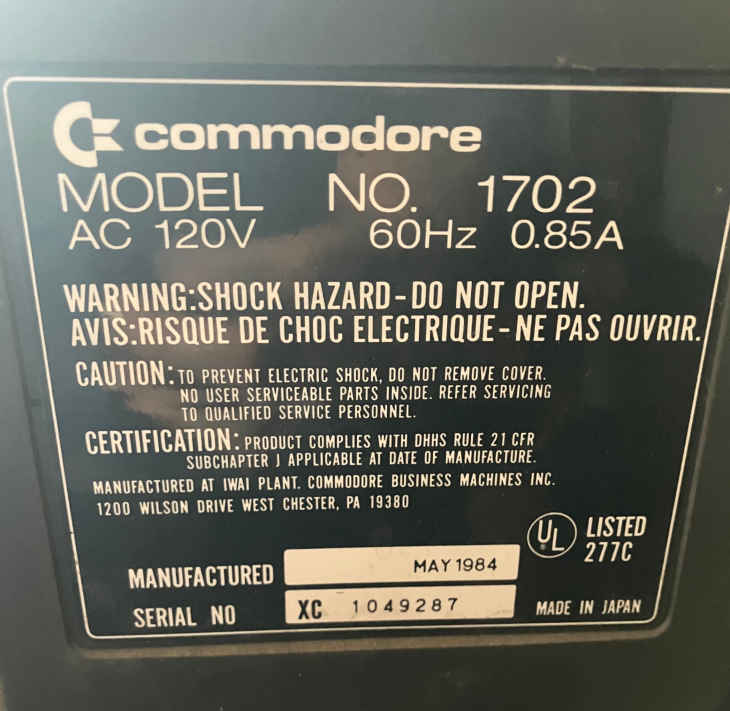 commodore
MODEL NO. 1702
AC 120V 60Hz 0.85A
WARNING:SHOCK HAZARD-DO NOT OPEN.
AVIS:RISQUE DE CHOC ELECTRIQUE-NE PAS OUVRIR.
CAUTION: TO PREVENT ELECTRIC SHOCK, DO NOT REMOVE COVER.
NO USER SERVICEABLE PARTS INSIDE. REFER SERVICING
TO QUALIFIED SERVICE PERSONNEL.
CERTIFICATION: PRODUCT COMPLIES WITH DHHS RULE 21 CFR
SUBCHAPTER J APPLICABLE AT DATE OF MANUFACTURE.
MANUFACTURED AT IWAI PLANT. COMMODORE BUSINESS MACHINES INC.
1200 WILSON DRIVE WEST CHESTER, PA 19380
UL® LISTED
277C
MANUFACTURED MAY 1984
SERIAL NO XC 1049287 MADE IN JAPAN